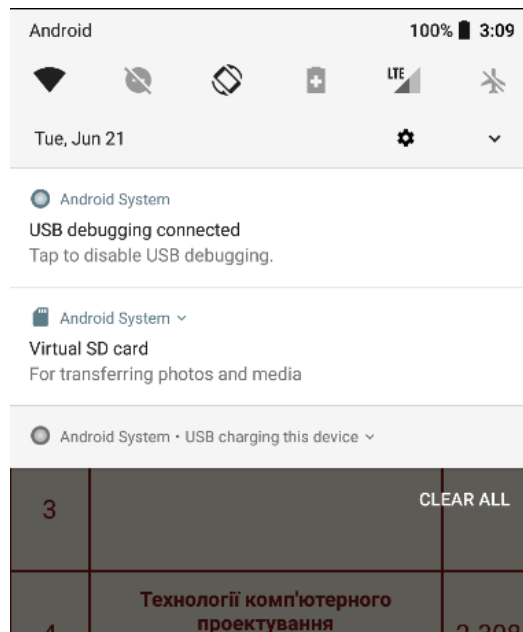 Android 100% 3:09
LTE
Tue, Jun 21
Android System
USB debugging connected
Tap to disable USB debugging.
Android System
Virtual SD card
For transferring photos and media
Android System • USB charging this device
CLEAR ALL
3
Технології комп'ютерного
проектування